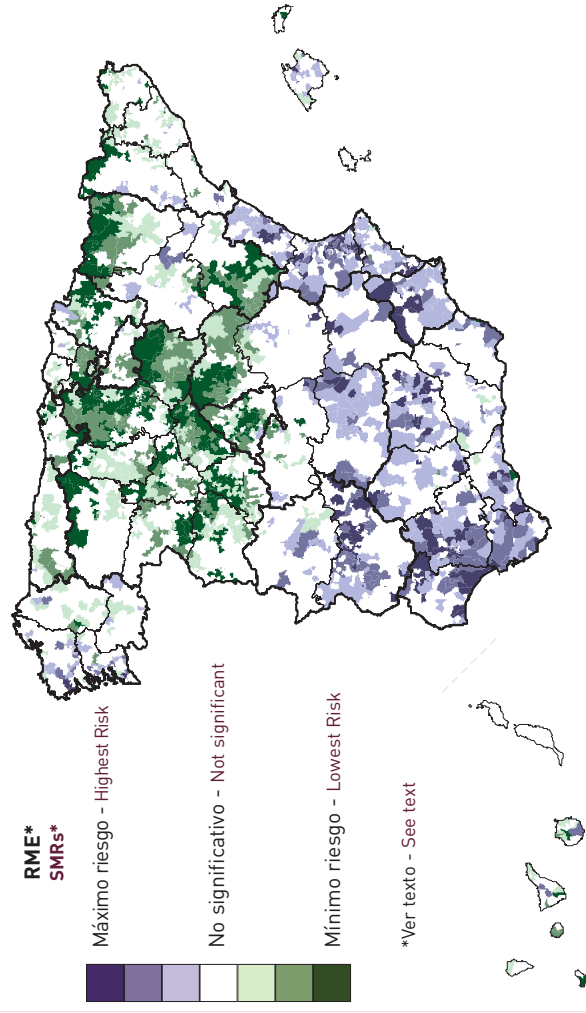 RME*
SMRs*
Máximo riesgo - Highest Risk
No significativo - Not significant
Mínimo riesgo - Lowest Risk
*Ver texto - See text